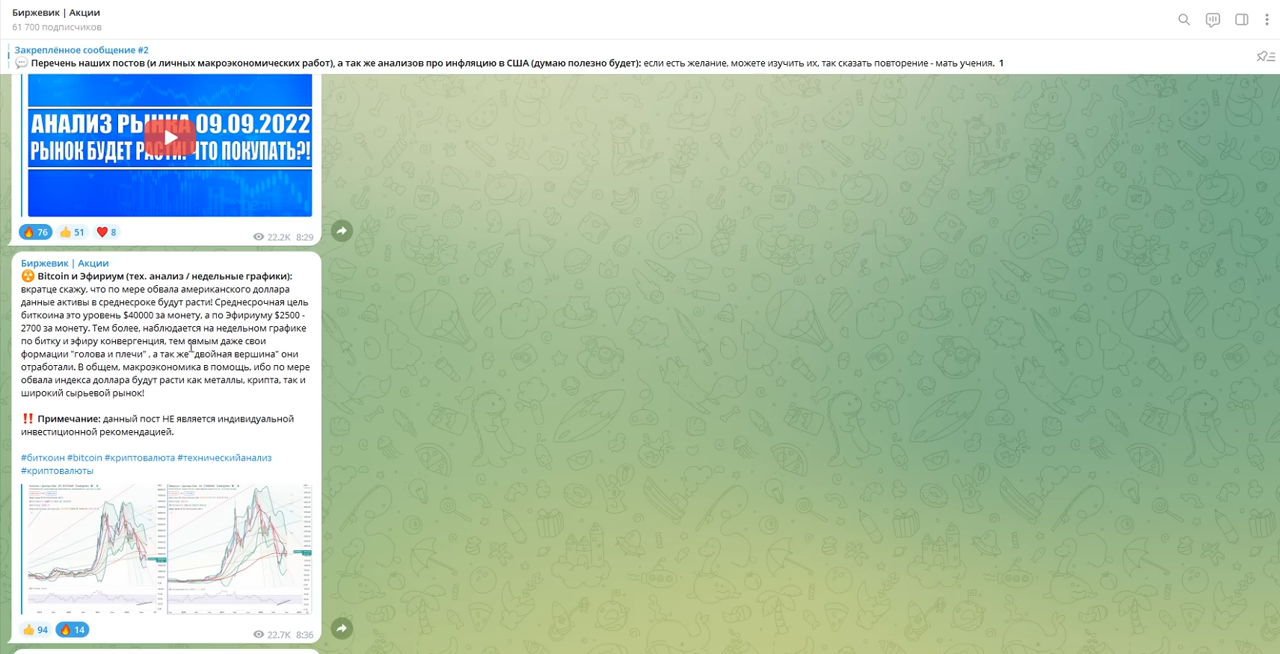 Биржевик | Акции
61 700 подписчиков
Закреплённое сообщение #2
💬 Перечень наших постов (и личных макроэкономических работ), а так же анализов про инфляцию в США (думаю полезно будет): если есть желание, можете изучить их, так сказать повторение - мать учения. 1
АНАЛИЗ РЫНКА 09.09.2022
РЫНОК БУДЕТ РАСТИ! ЧТО ПОКУПАТЬ?!
🔥 76 👍 51 ❤️ 8 22.2K 8:29
Биржевик | Акции
☢️ Bitcoin и Эфириум (тех. анализ / недельные графики):
вкратце скажу, что по мере обвала американского доллара
данные активы в среднесроке будут расти! Среднесрочная цель
биткоина это уровень $40000 за монету, а по Эфириуму $2500 -
2700 за монету. Тем более, наблюдается на недельном графике
по битку и эфиру конвергенция, тем самым даже свои
формации "голова и плечи" , а так же "двойная вершина" они
отработали. В общем, макроэкономика в помощь, ибо по мере
обвала индекса доллара будут расти как металлы, крипта, так и
широкий сырьевой рынок!
‼️ Примечание: данный пост НЕ является индивидуальной
инвестиционной рекомендацией.
#биткоин #bitcoin #криптовалюта #техническийанализ
#криптовалюты
👍 94 🔥 14 22.7K 8:36